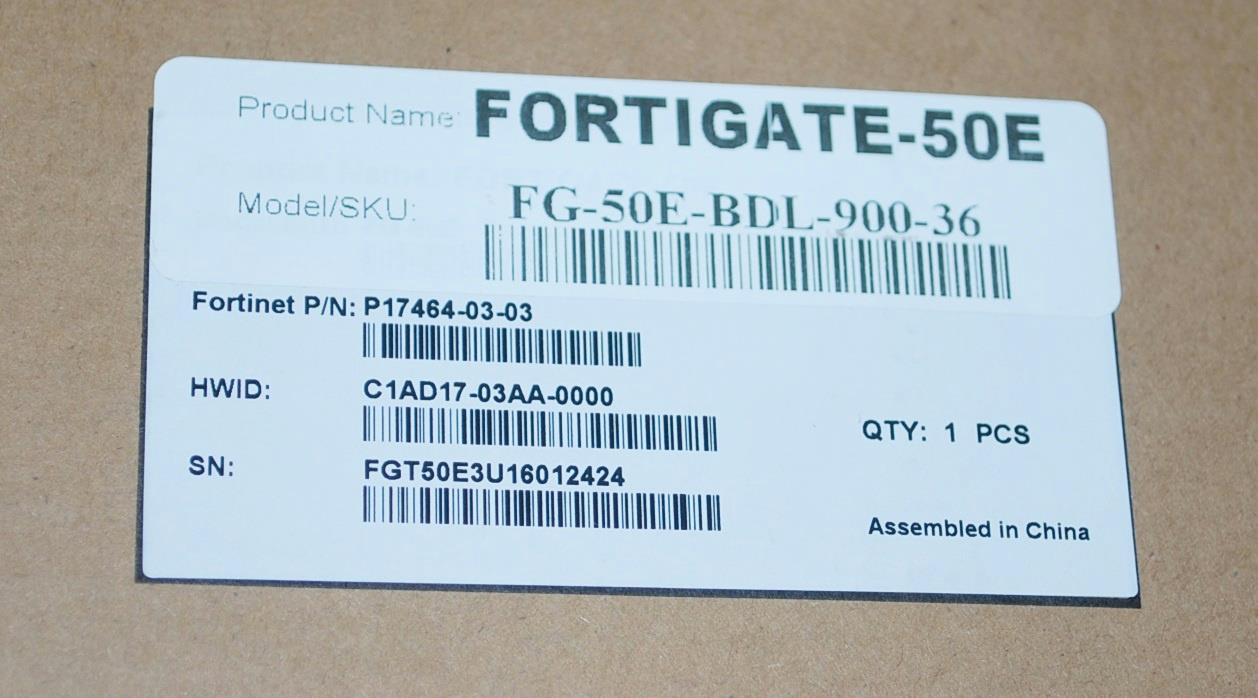 Product Name: FORTIGATE-50E
Model/SKU: FG-50E-BDL-900-36
Fortinet P/N: P17464-03-03
HWID: C1AD17-03AA-0000
QTY: 1 PCS
SN: FGT50E3U16012424
Assembled in China